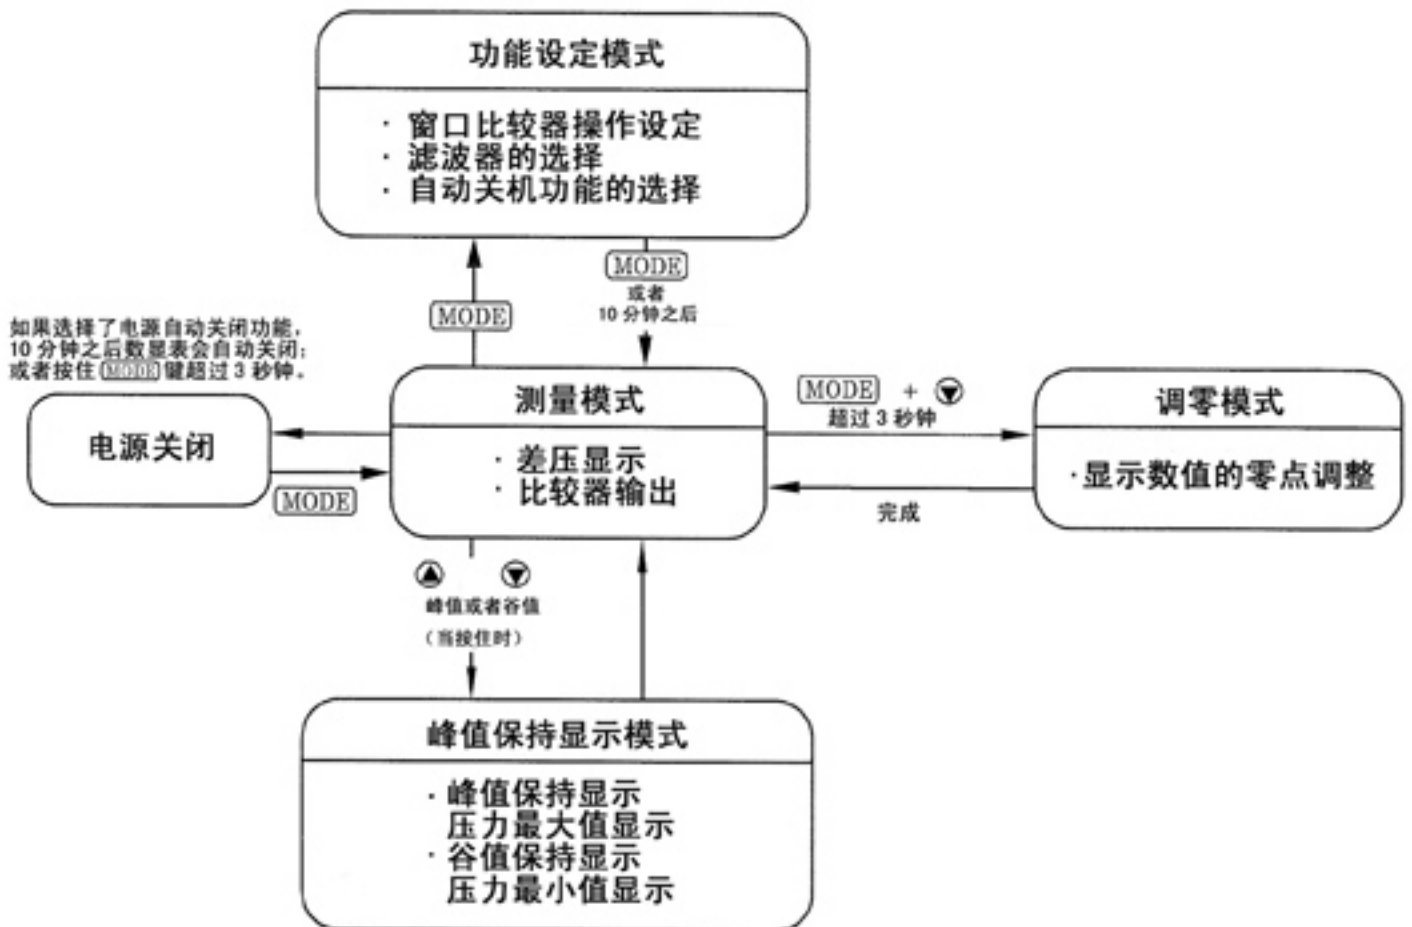 功能设定模式
· 窗口比较器操作设定
· 滤波器的选择
· 自动关机功能的选择
MODE
MODE
或者
10 分钟之后
如果选择了电源自动关闭功能，
10 分钟之后数显表会自动关闭；
或者按住 MODE 键超过 3 秒钟。
电源关闭
MODE
测量模式
· 差压显示
· 比较器输出
MODE + ▼
超过 3 秒钟
完成
调零模式
·显示数值的零点调整
▲ ▼
峰值或者谷值
（当按住时）
峰值保持显示模式
· 峰值保持显示
压力最大值显示
· 谷值保持显示
压力最小值显示